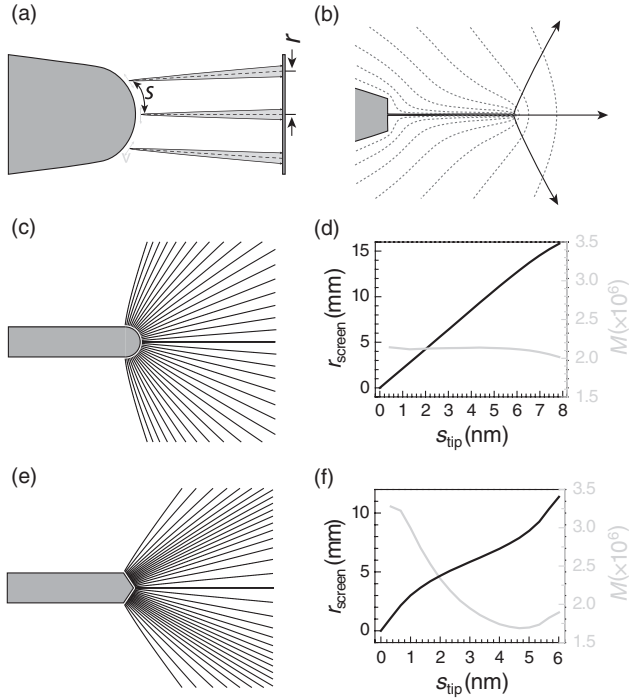 (a)
r
S
v
(b)
(c)
(d)
15
10
5
0
r_screen (mm)
3.5
3.0
2.5
2.0
1.5
M(×10⁶)
0 1 2 3 4 5 6 7 8
s_tip (nm)
(e)
(f)
10
5
0
r_screen (mm)
3.5
3.0
2.5
2.0
1.5
M(×10⁶)
0 1 2 3 4 5 6
s_tip (nm)